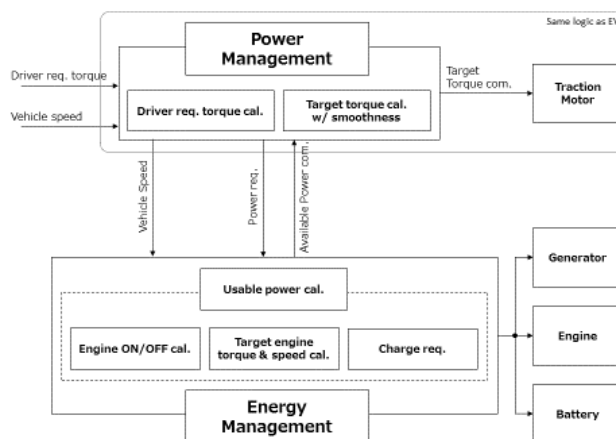 Same logic as EV
Power
Management
Driver req. torque
Vehicle speed
Driver req. torque cal.
Target torque cal.
w/ smoothness
Target
Torque com.
Traction
Motor
Vehicle Speed
Power req.
Available Power com.
Usable power cal.
Engine ON/OFF cal.
Target engine
torque & speed cal.
Charge req.
Energy
Management
Generator
Engine
Battery